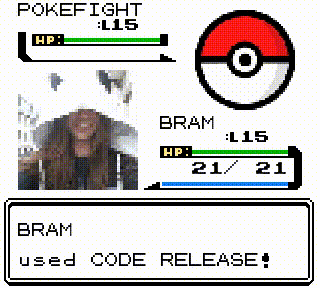 POKEFIGHT
:L15
HP:
BRAM
:L15
HP:
21/ 21
BRAM
used CODE RELEASE!